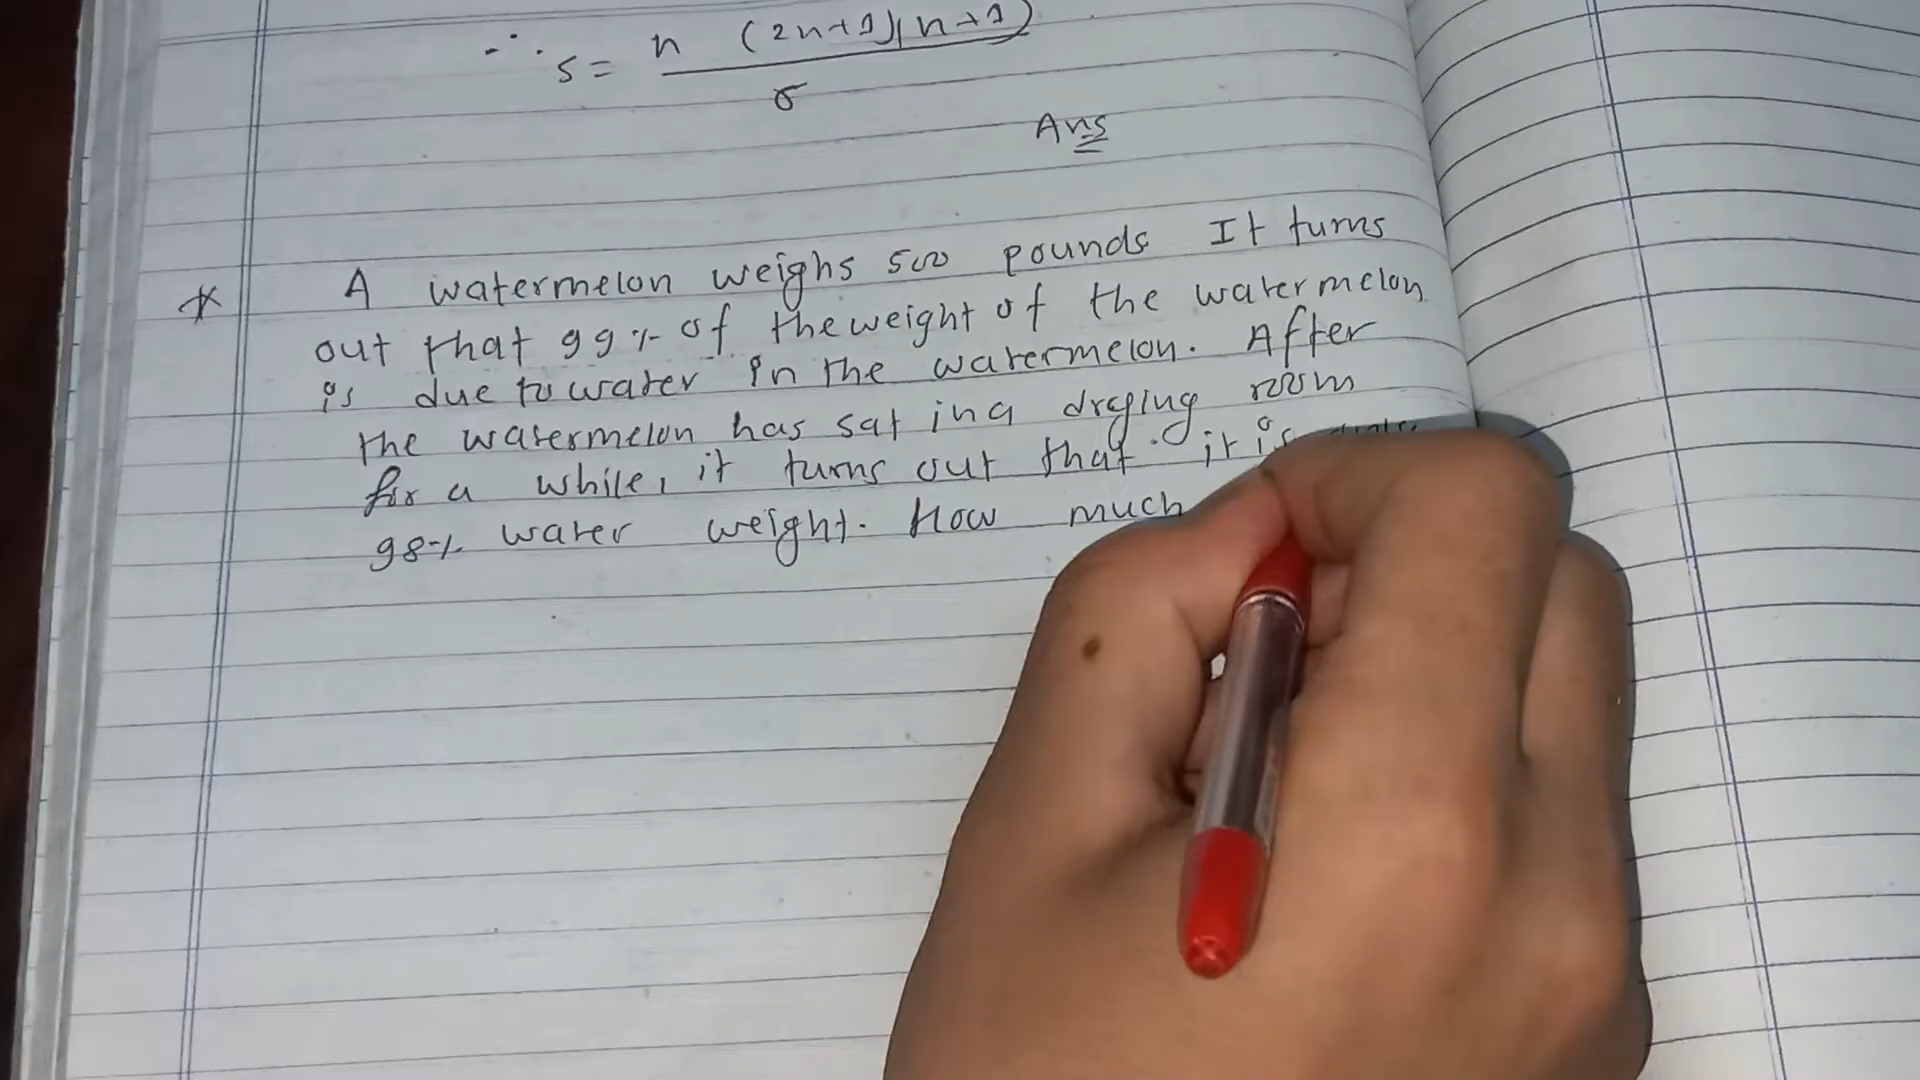 ∴ s = n (2n+1)(n+1)
6
Ans
* A watermelon weighs 500 pounds It turns
out that 99% of the weight of the watermelon
is due to water in the watermelon. After
the watermelon has sat in a drying room
for a while, it turns out that it is
98% water weight. How much